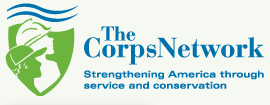 The
CorpsNetwork
Strengthening America through
service and conservation